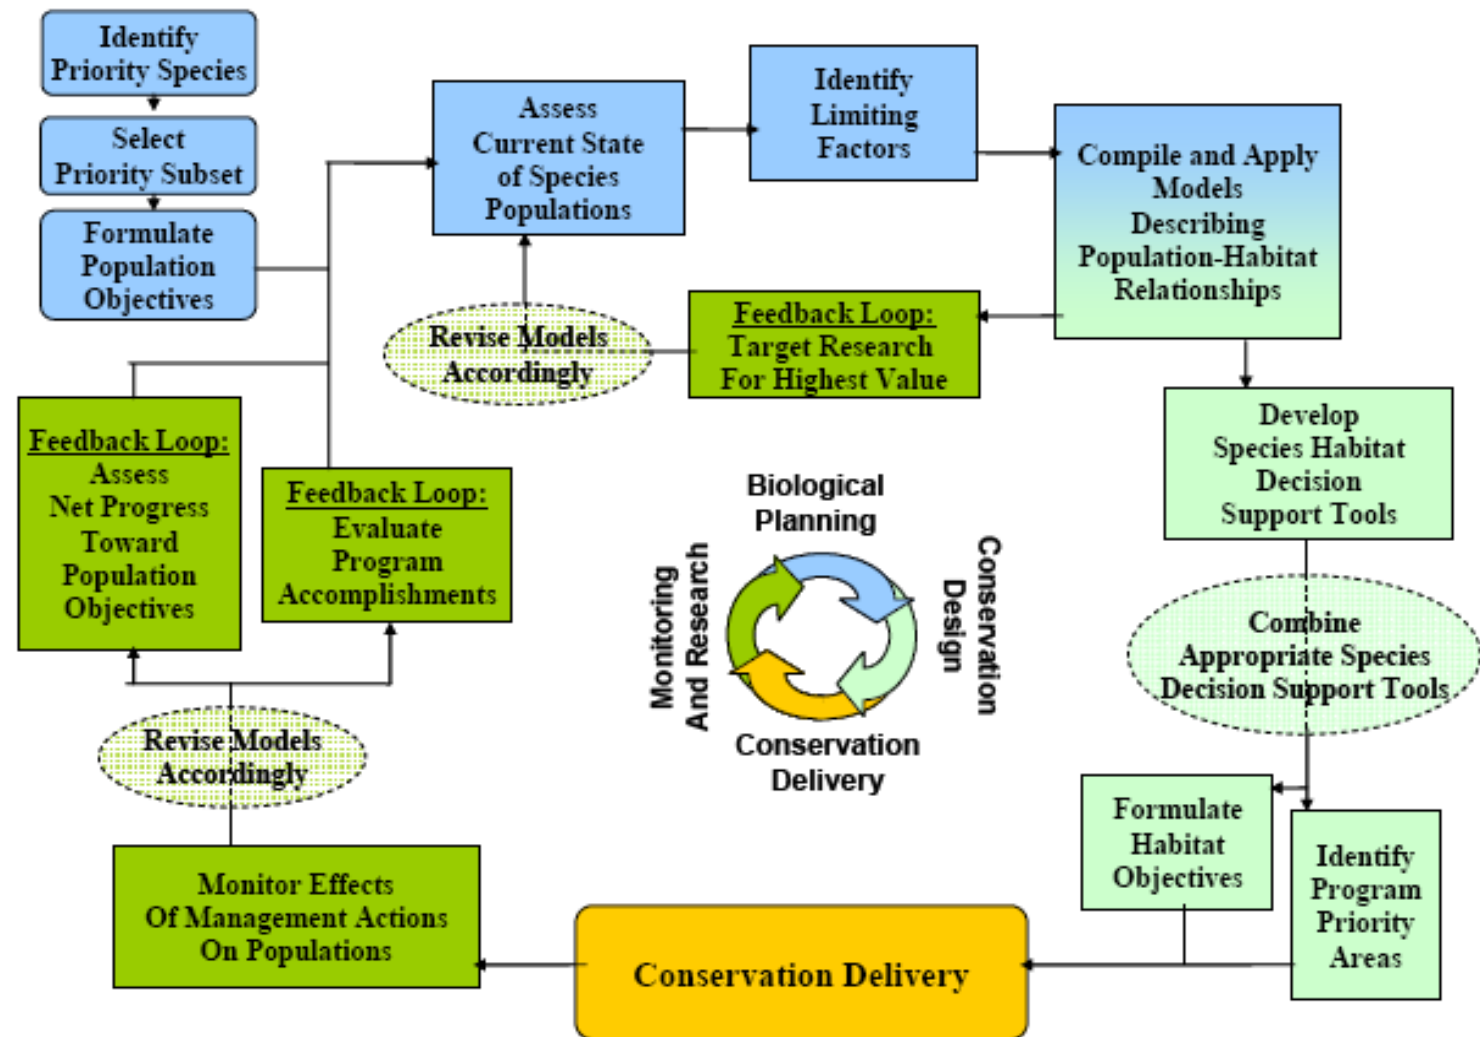 Identify
Priority Species
Select
Priority Subset
Formulate
Population
Objectives
Assess
Current State
of Species
Populations
Identify
Limiting
Factors
Compile and Apply
Models
Describing
Population-Habitat
Relationships
Revise Models
Accordingly
Feedback Loop:
Target Research
For Highest Value
Develop
Species Habitat
Decision
Support Tools
Feedback Loop:
Assess
Net Progress
Toward
Population
Objectives
Feedback Loop:
Evaluate
Program
Accomplishments
Biological
Planning
Conservation
Design
Conservation
Delivery
Monitoring
And Research
Combine
Appropriate Species
Decision Support Tools
Revise Models
Accordingly
Formulate
Habitat
Objectives
Identify
Program
Priority
Areas
Monitor Effects
Of Management Actions
On Populations
Conservation Delivery